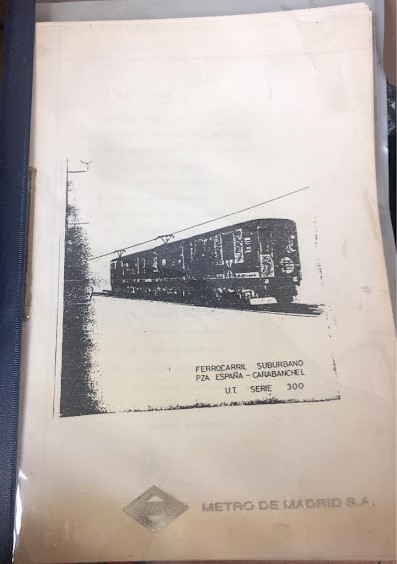 FERROCARRIL SUBURBANO
PZA. ESPAÑA - CARABANCHEL
U.T. SERIE 300
METRO DE MADRID S.A.